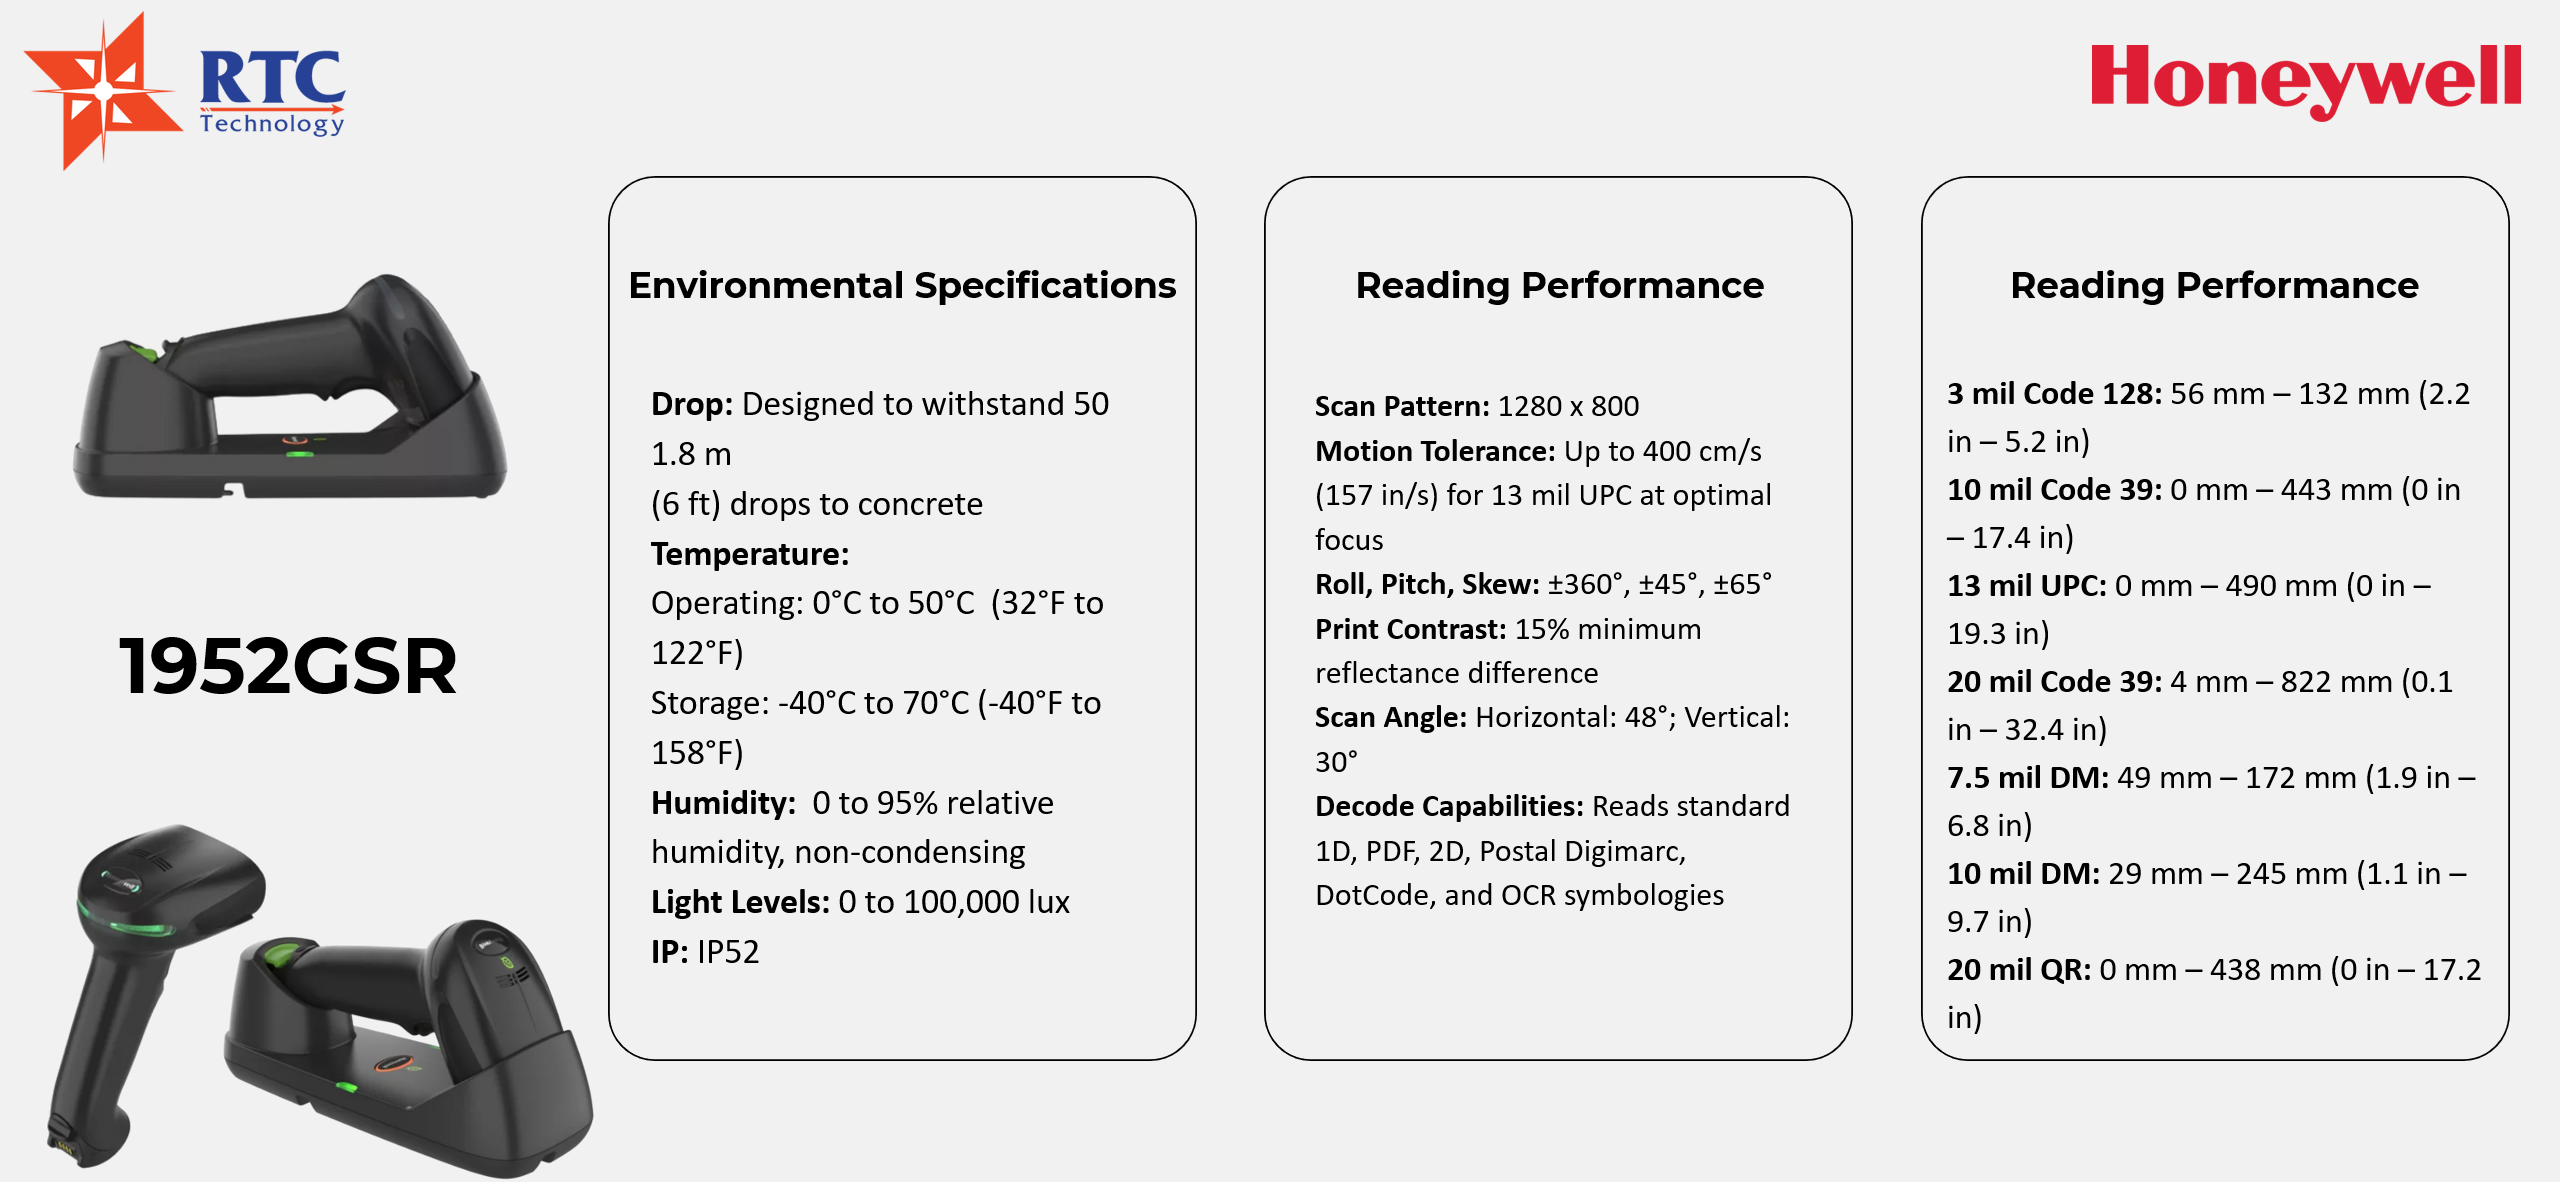 RTC
Technology
Honeywell
1952GSR
Environmental Specifications
Drop: Designed to withstand 50
1.8 m
(6 ft) drops to concrete
Temperature:
Operating: 0°C to 50°C  (32°F to
122°F)
Storage: -40°C to 70°C (-40°F to
158°F)
Humidity:  0 to 95% relative
humidity, non-condensing
Light Levels: 0 to 100,000 lux
IP: IP52
Reading Performance
Scan Pattern: 1280 x 800
Motion Tolerance: Up to 400 cm/s
(157 in/s) for 13 mil UPC at optimal
focus
Roll, Pitch, Skew: ±360°, ±45°, ±65°
Print Contrast: 15% minimum
reflectance difference
Scan Angle: Horizontal: 48°; Vertical:
30°
Decode Capabilities: Reads standard
1D, PDF, 2D, Postal Digimarc,
DotCode, and OCR symbologies
Reading Performance
3 mil Code 128: 56 mm – 132 mm (2.2
in – 5.2 in)
10 mil Code 39: 0 mm – 443 mm (0 in
– 17.4 in)
13 mil UPC: 0 mm – 490 mm (0 in –
19.3 in)
20 mil Code 39: 4 mm – 822 mm (0.1
in – 32.4 in)
7.5 mil DM: 49 mm – 172 mm (1.9 in –
6.8 in)
10 mil DM: 29 mm – 245 mm (1.1 in –
9.7 in)
20 mil QR: 0 mm – 438 mm (0 in – 17.2
in)